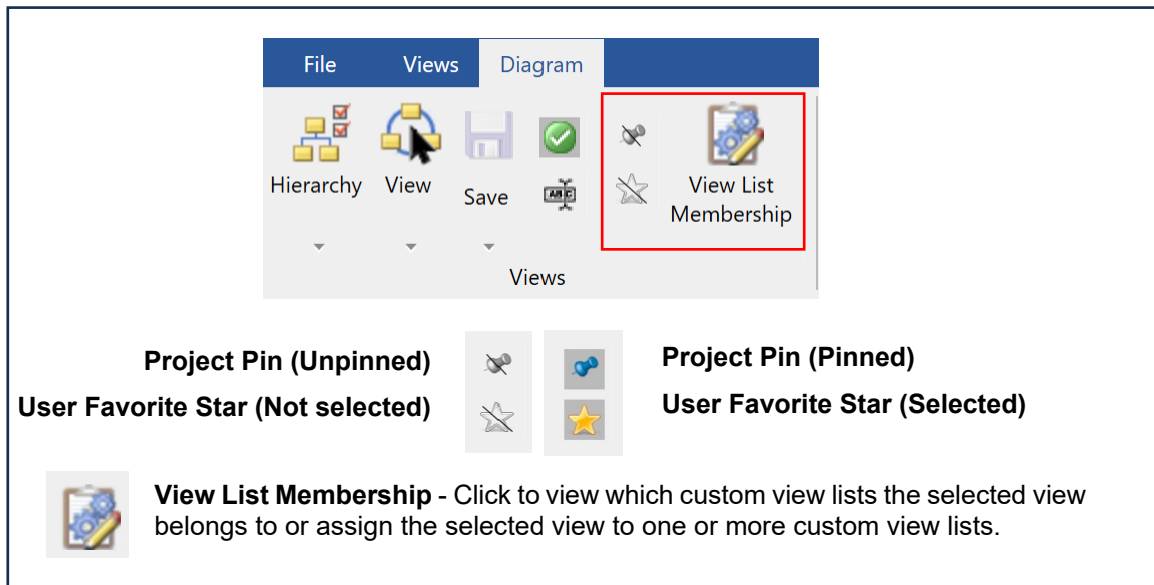 File Views Diagram
Hierarchy View Save ABC View List
Membership
Views
Project Pin (Unpinned) Project Pin (Pinned)
User Favorite Star (Not selected) User Favorite Star (Selected)
View List Membership - Click to view which custom view lists the selected view
belongs to or assign the selected view to one or more custom view lists.